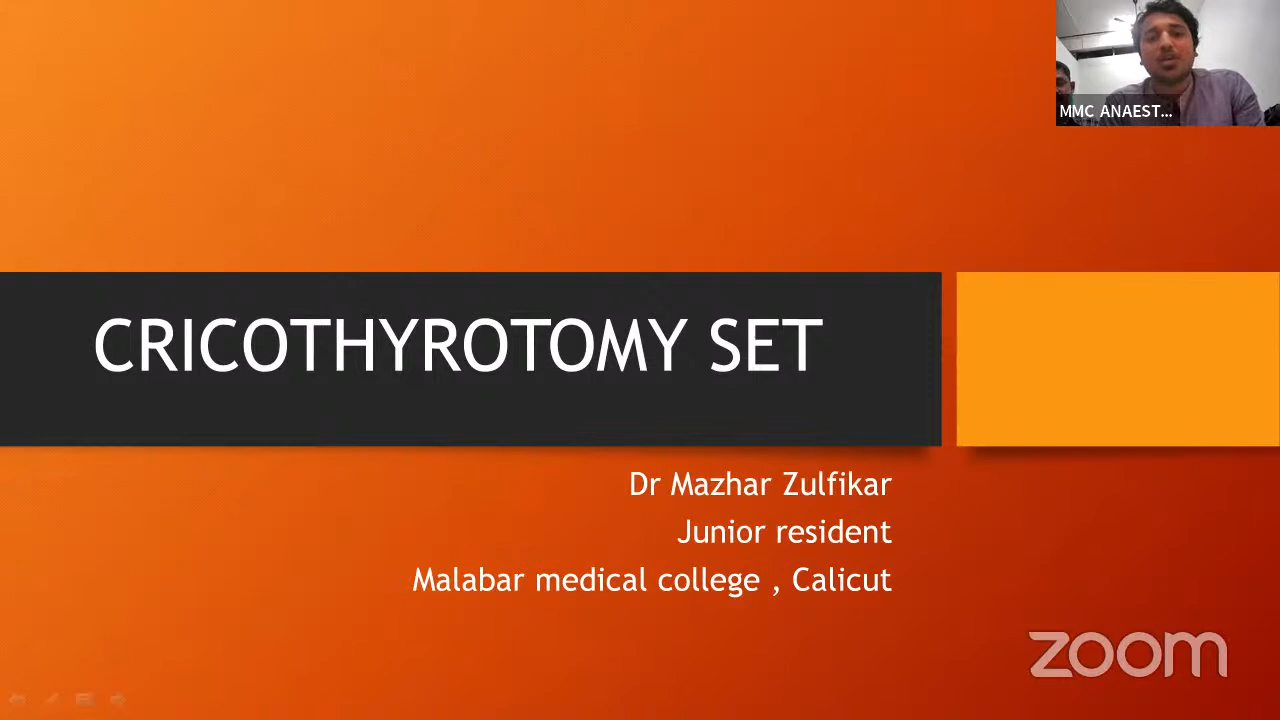 MMC ANAEST...
CRICOTHYROTOMY SET
Dr Mazhar Zulfikar
Junior resident
Malabar medical college , Calicut
zoom